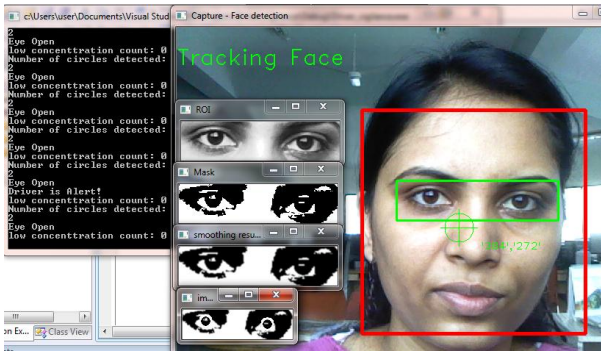 c:\Users\user\Documents\Visual Stud
Capture - Face detection
2
Eye Open
low concenttration count: 0
Number of circles detected:
2
Eye Open
low concenttration count: 0
Number of circles detected:
2
Eye Open
low concenttration count: 0
Number of circles detected:
2
Eye Open
low concenttration count: 0
Number of circles detected:
2
Eye Open
Driver is Alert!
low concenttration count: 0
Number of circles detected:
2
Eye Open
low concenttration count: 0
Tracking Face
ROI
Mask
smoothing resu...
im...
,'272'
on Ex...
Class View